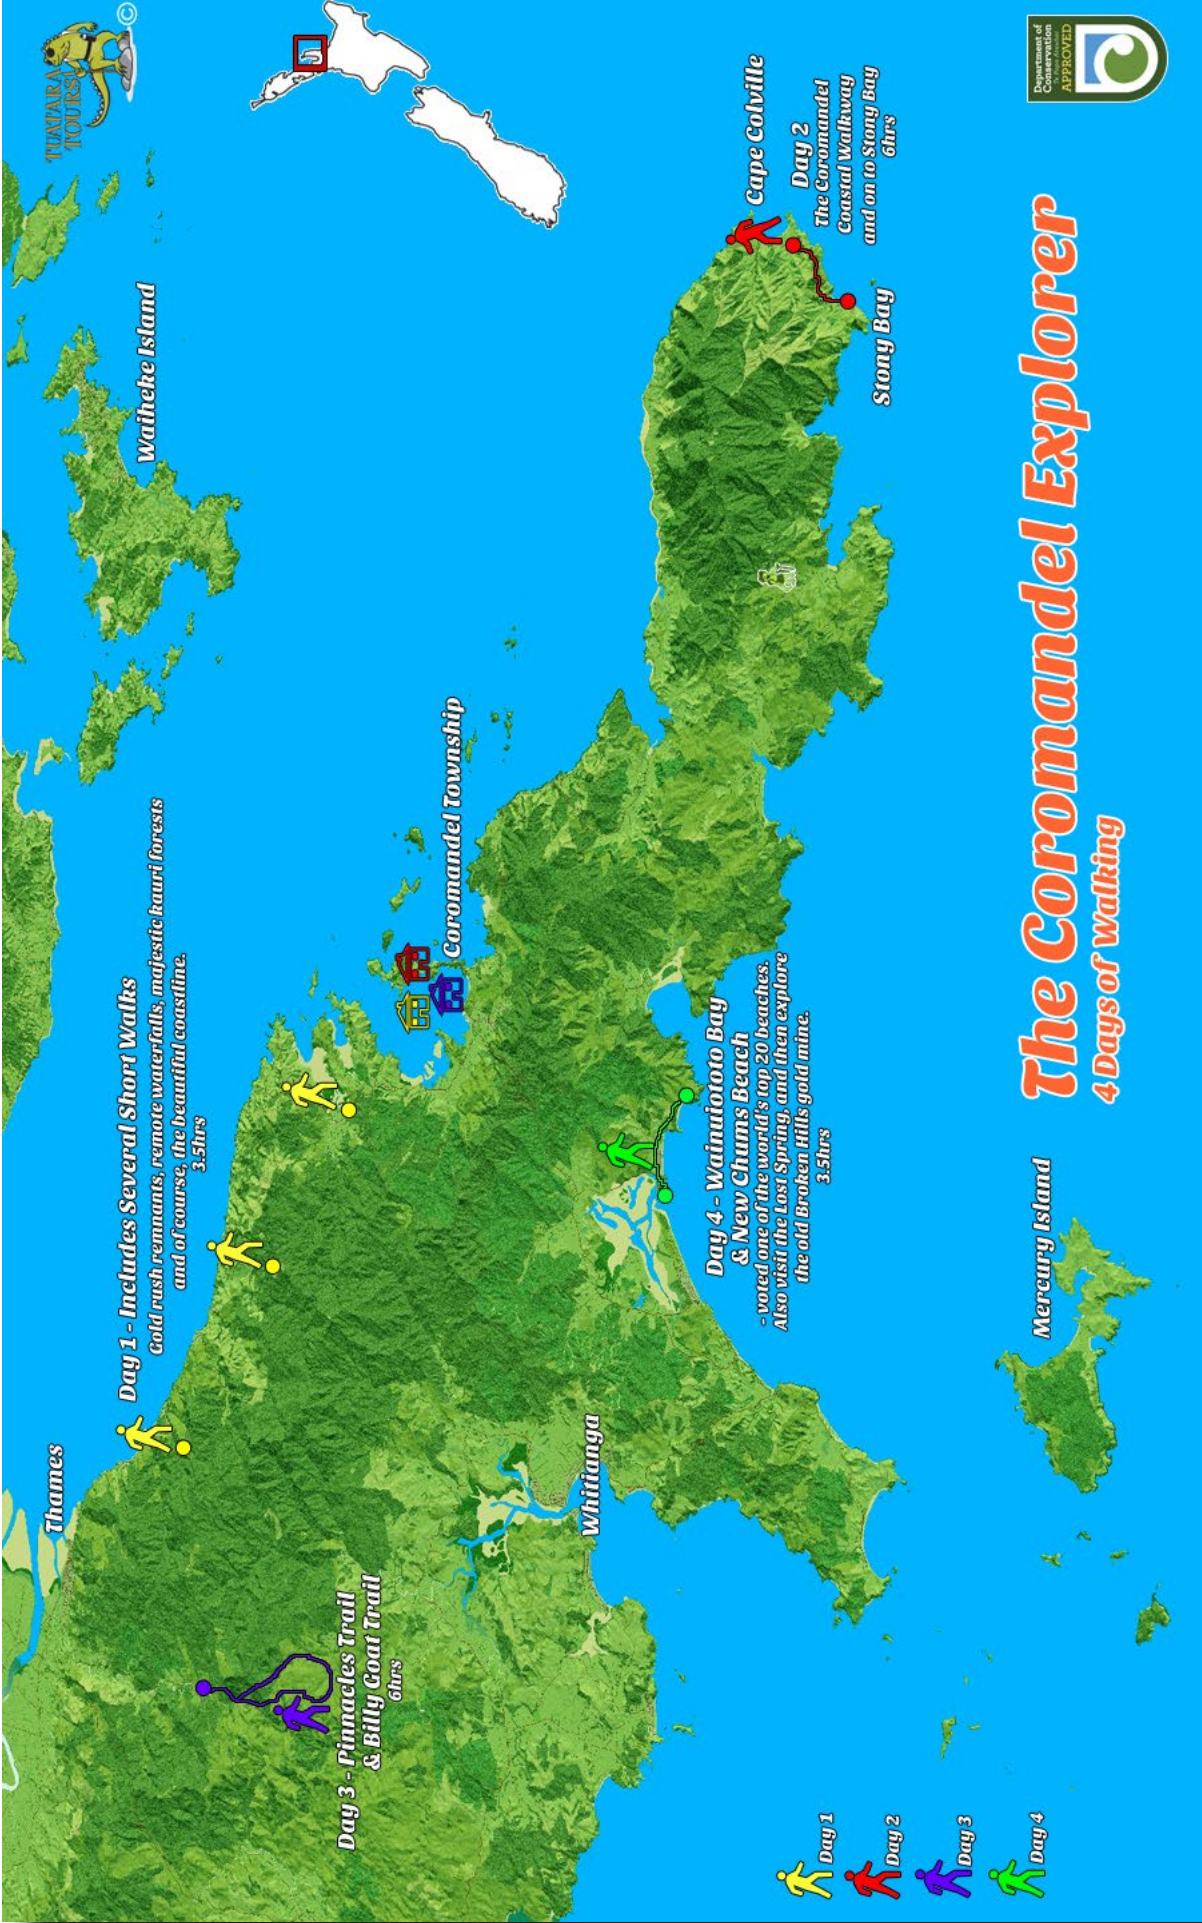 TUATARA
TOURS
©
Department of
Conservation
Te Papa Atawhai
APPROVED
Waiheke Island
Cape Colville
Day 2
The Coromandel
Coastal Walkway
and on to Stony Bay
6hrs
Stony Bay
Coromandel Township
Day 1 - Includes Several Short Walks
Gold rush remnants, remote waterfalls, majestic kauri forests
and of course, the beautiful coastline.
3.5hrs
Thames
Day 3 - Pinnacles Trail
& Billy Goat Trail
6hrs
Whitianga
Day 4 - Wainuiototo Bay
& New Chums Beach
- voted one of the world's top 20 beaches.
Also visit the Lost Spring, and then explore
the old Broken Hills gold mine.
3.5hrs
Mercury Island
The Coromandel Explorer
4 Days of Walking
Day 1
Day 2
Day 3
Day 4